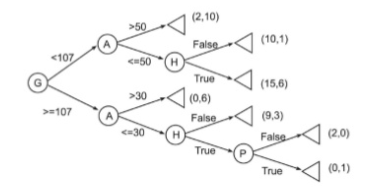 >50
(2,10)
A
<107
<=50
False
(10,1)
H
True
(15,6)
G
>30
(0,6)
>=107
A
<=30
False
(9,3)
H
True
False
(2,0)
P
True
(0,1)